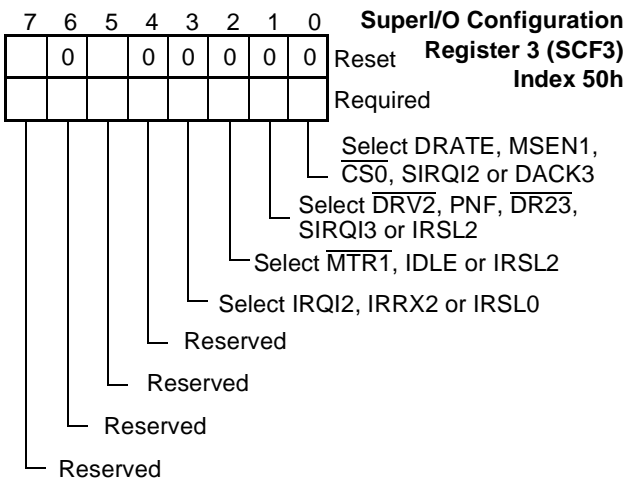 7 6 5 4 3 2 1 0
SuperI/O Configuration
Register 3 (SCF3)
Index 50h
0 0 0 0 0 0 Reset
Required
Select DRATE, MSEN1,
CS0, SIRQI2 or DACK3
Select DRV2, PNF, DR23,
SIRQI3 or IRSL2
Select MTR1, IDLE or IRSL2
Select IRQI2, IRRX2 or IRSL0
Reserved
Reserved
Reserved
Reserved